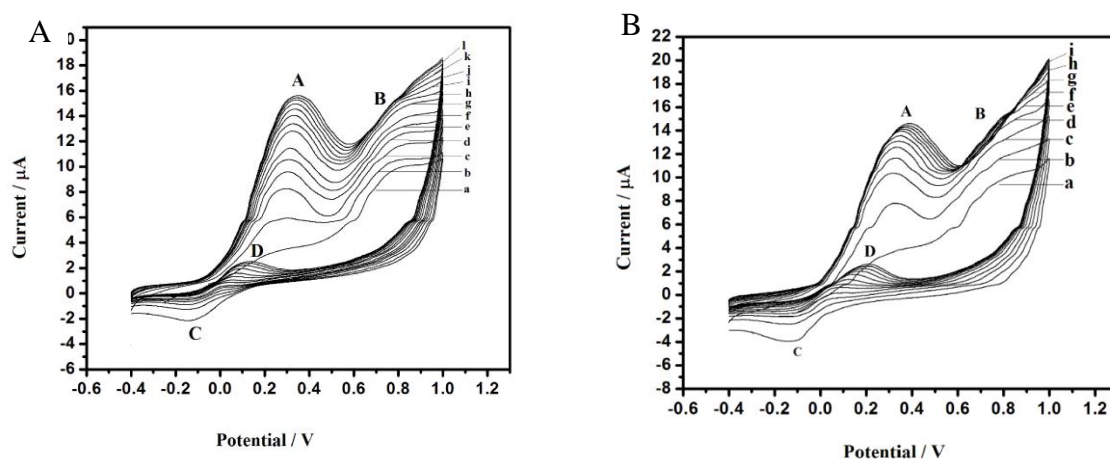 A
18
16
14
12
10
8
6
4
2
0
-2
-4
-6
Current / µA
A
B
C
D
l
k
j
i
h
g
f
e
d
c
b
a
-0.6 -0.4 -0.2 0.0 0.2 0.4 0.6 0.8 1.0 1.2
Potential / V
B
22
20
18
16
14
12
10
8
6
4
2
0
-2
-4
-6
-8
Current / µA
A
B
C
D
i
h
g
f
e
d
c
b
a
-0.6 -0.4 -0.2 0.0 0.2 0.4 0.6 0.8 1.0 1.2
Potential / V